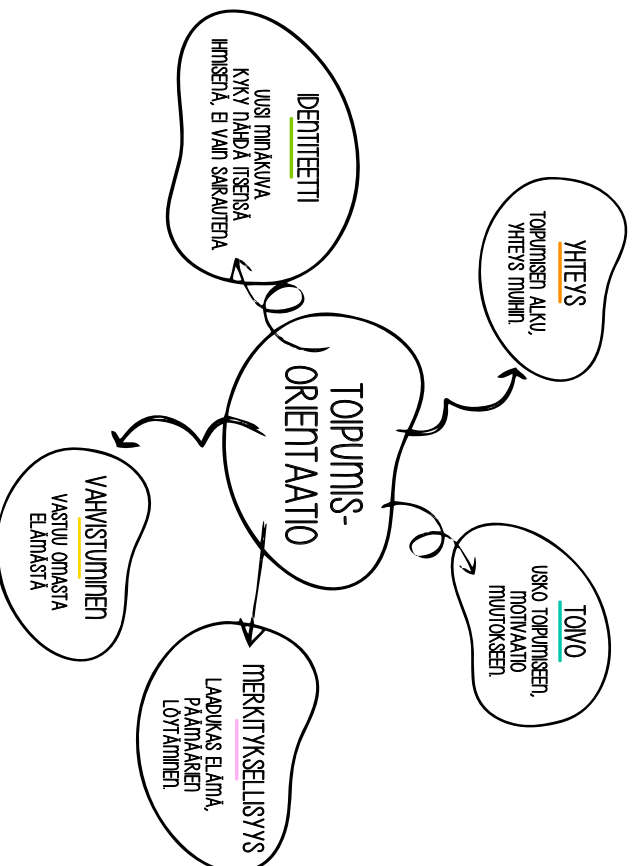 TOIPUMIS-
ORIENTAATIO
YHTEYS
TOIPUMISEN ALKU,
YHTEYS MUIHIN.
TOIVO
USKO TOIPUMISEEN,
MOTIVAATIO
MUUTOKSEEN.
IDENTITEETTI
UUSI MINÄKUVA
KYKY NÄHDÄ ITSENSÄ
IHMISENÄ, EI VAIN SAIRAUTENA
MERKITYKSELLISYYS
LAADUKAS ELÄMÄ,
PÄÄMÄÄRIEN
LÖYTÄMINEN.
VAHVISTUMINEN
VASTUU OMASTA
ELÄMÄSTÄ